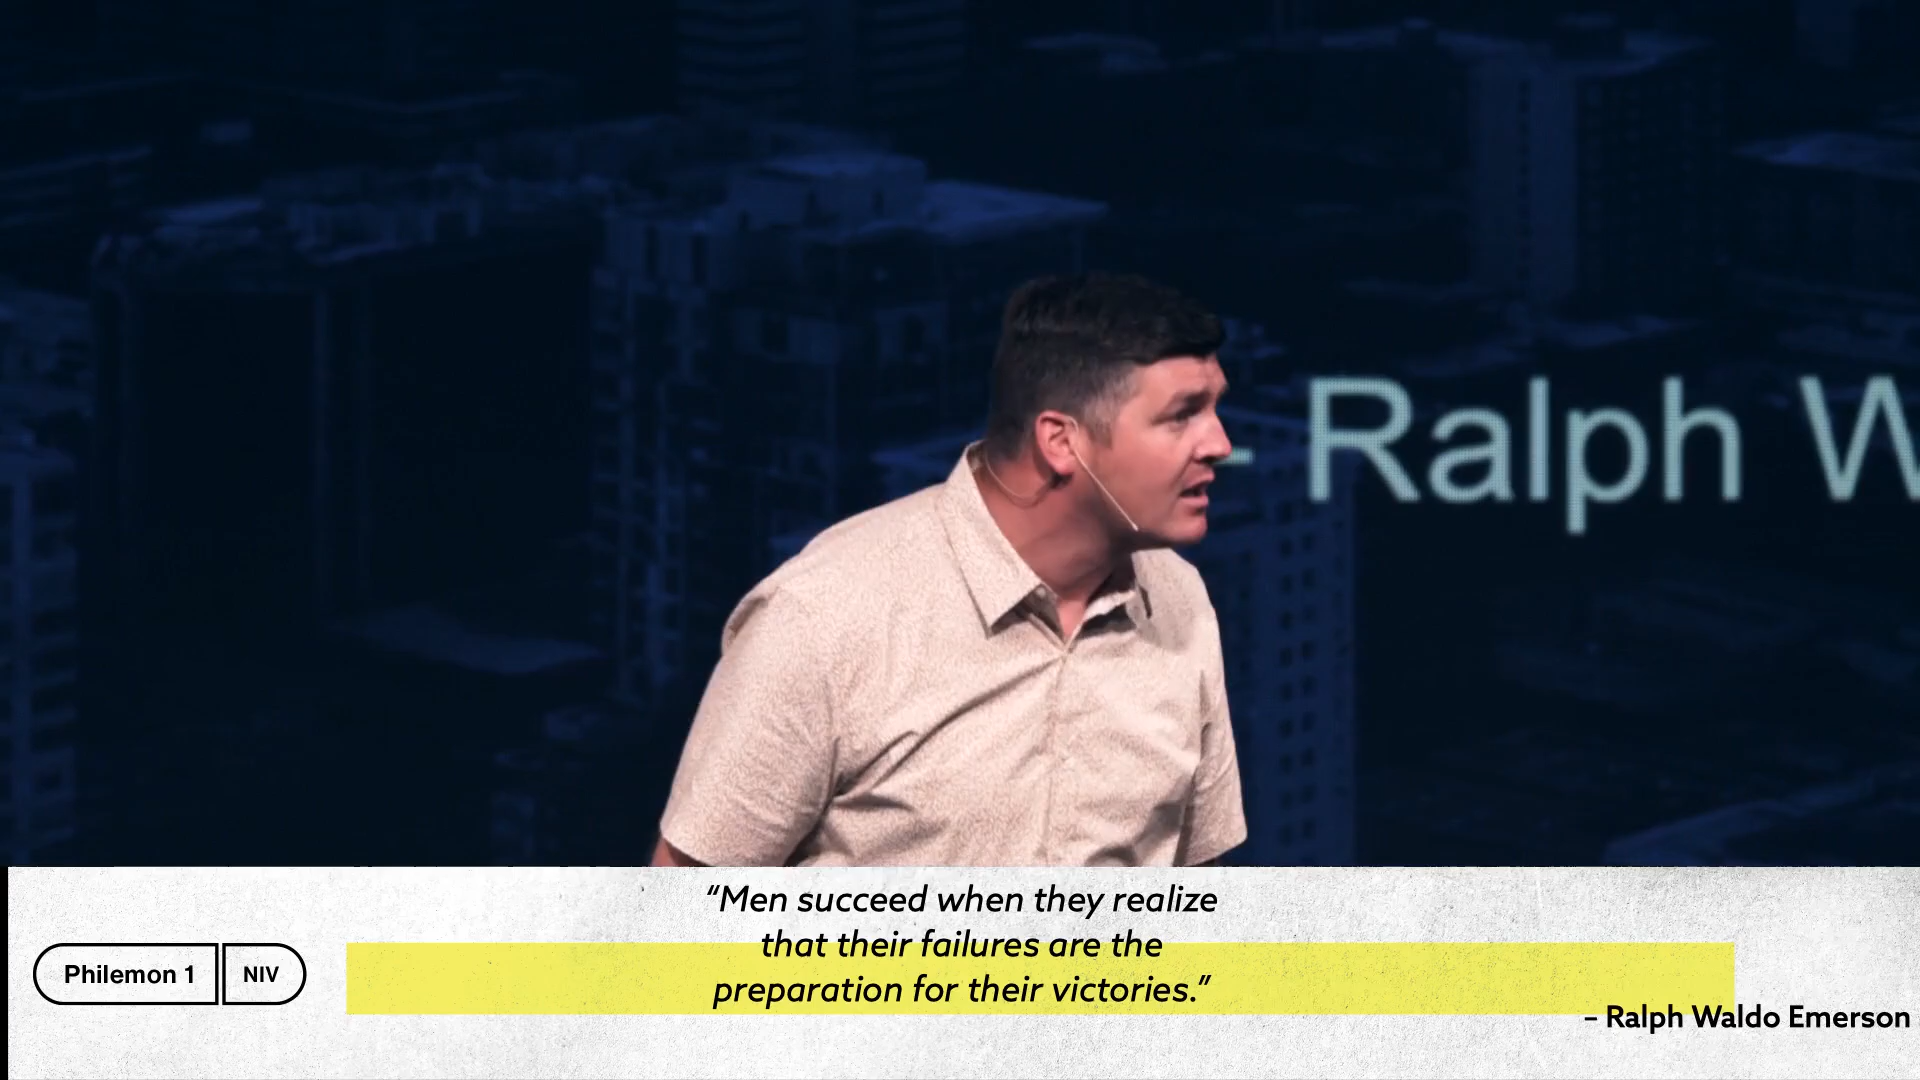 – Ralph W
“Men succeed when they realize
that their failures are the
preparation for their victories.”
Philemon 1 NIV
– Ralph Waldo Emerson